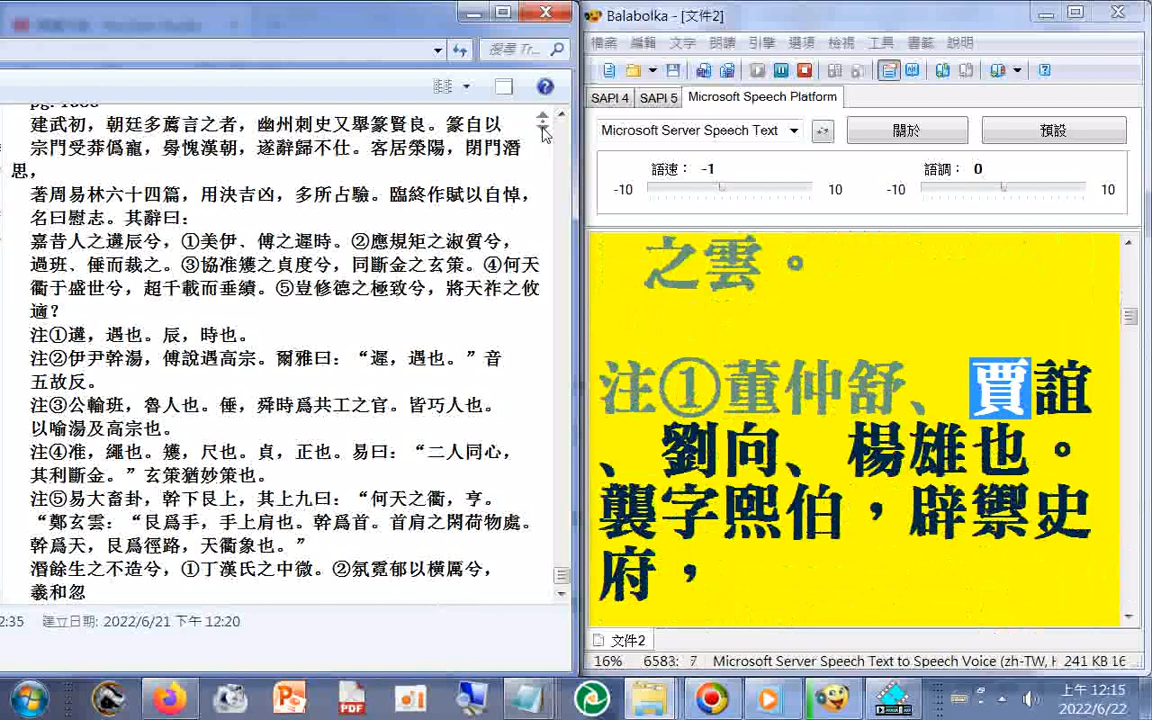 Balabolka - [文件2]
搜尋 Tr...
檔案 編輯 文字 朗讀 引擎 選項 檢視 工具 書籤 說明
SAPI 4 SAPI 5 Microsoft Speech Platform
Microsoft Server Speech Text 關於 預設
語速： -1 語調： 0
-10 10 -10 10
建武初，朝廷多薦言之者，幽州刺史又舉篆賢良。篆自以
宗門受莽僞寵，慙愧漢朝，遂辭歸不仕。客居滎陽，閉門潛
思，
著周易林六十四篇，用決吉凶，多所占驗。臨終作賦以自悼，
名曰慰志。其辭曰：
嘉昔人之遘辰兮，①美伊、傅之遻時。②應規矩之淑質兮，
過班、倕而裁之。③協准矱之貞度兮，同斷金之玄策。④何天
衢于盛世兮，超千載而垂績。⑤豈修德之極致兮，將天祚之攸
適？
注①遘，遇也。辰，時也。
注②伊尹幹湯，傅說遇高宗。爾雅曰：“遻，遇也。”音
五故反。
注③公輸班，魯人也。倕，舜時爲共工之官。皆巧人也。
以喻湯及高宗也。
注④准，繩也。矱，尺也。貞，正也。易曰：“二人同心，
其利斷金。”玄策猶妙策也。
注⑤易大畜卦，幹下艮上，其上九曰：“何天之衢，亨。
“鄭玄雲：“艮爲手，手上肩也。幹爲首。首肩之閑荷物處。
幹爲天，艮爲徑路，天衢象也。”
愍餘生之不造兮，①丁漢氏之中微。②氛霓郁以橫厲兮，
羲和忽
之雲。
注①董仲舒、賈誼
、劉向、楊雄也。
襲字熙伯，辟禦史
府，
文件2
2:35 建立日期: 2022/6/21 下午 12:20
16% 6583: 7 Microsoft Server Speech Text to Speech Voice (zh-TW, H 241 KB 16
上午 12:15
2022/6/22